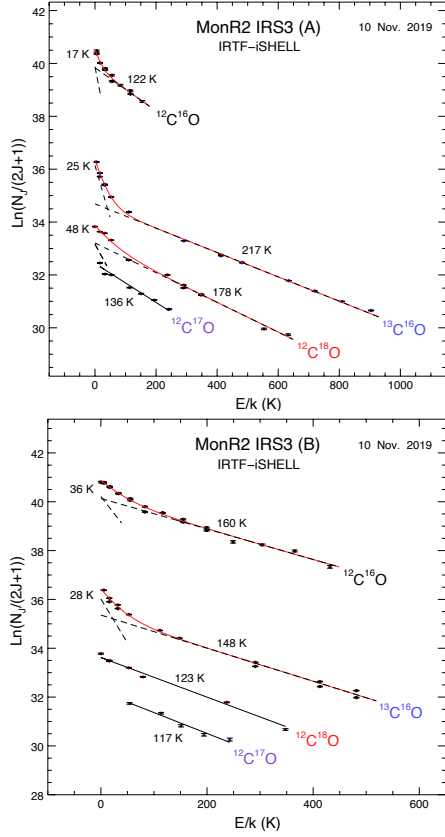 MonR2 IRS3 (A)
10 Nov. 2019
IRTF-iSHELL
17 K
122 K
¹²C¹⁶O
25 K
48 K
217 K
178 K
136 K
¹²C¹⁷O
¹³C¹⁶O
¹²C¹⁸O
Ln(N_J/(2J+1))
42
40
38
36
34
32
30
0 200 400 600 800 1000
E/k (K)
MonR2 IRS3 (B)
10 Nov. 2019
IRTF-iSHELL
36 K
160 K
¹²C¹⁶O
28 K
148 K
¹³C¹⁶O
123 K
¹²C¹⁸O
117 K
¹²C¹⁷O
Ln(N_J/(2J+1))
42
40
38
36
34
32
30
28
0 200 400 600
E/k (K)